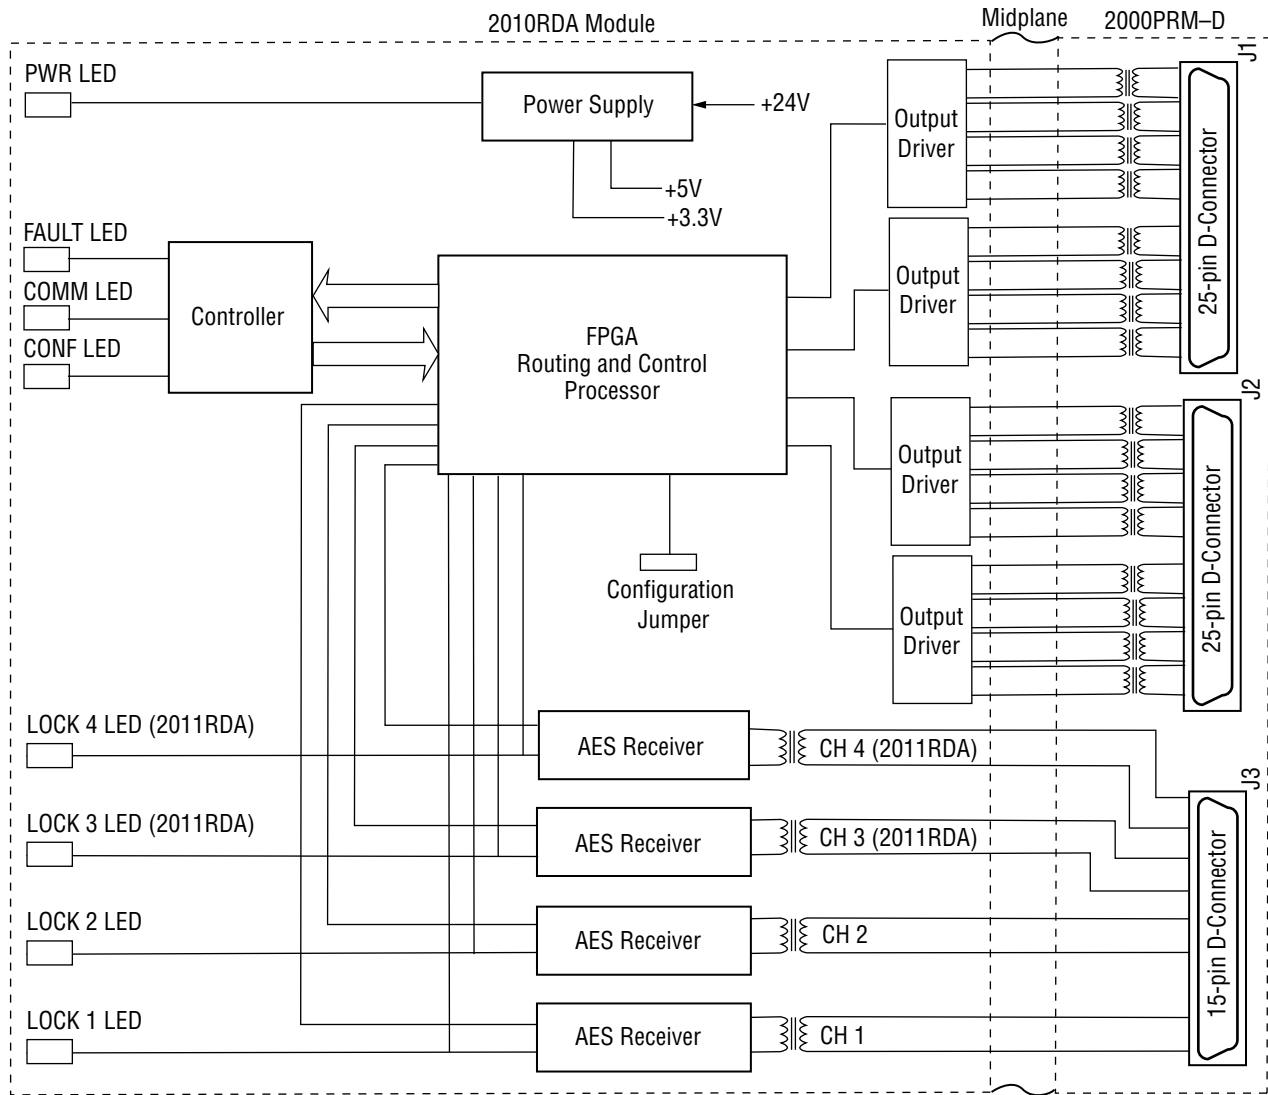 2010RDA Module
Midplane
2000PRM–D
PWR LED
Power Supply
+24V
+5V
+3.3V
Output
Driver
J1
25-pin D-Connector
FAULT LED
COMM LED
CONF LED
Controller
FPGA
Routing and Control
Processor
Output
Driver
J2
25-pin D-Connector
Output
Driver
Configuration
Jumper
Output
Driver
LOCK 4 LED (2011RDA)
AES Receiver
CH 4 (2011RDA)
J3
15-pin D-Connector
LOCK 3 LED (2011RDA)
AES Receiver
CH 3 (2011RDA)
LOCK 2 LED
AES Receiver
CH 2
LOCK 1 LED
AES Receiver
CH 1